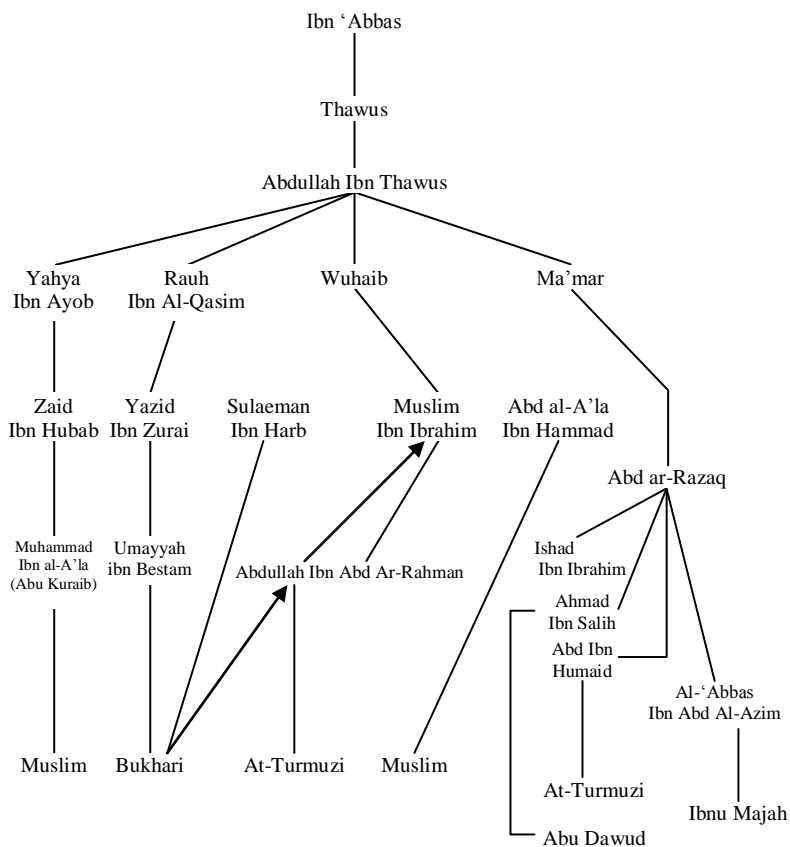 Ibn ‘Abbas
Thawus
Abdullah Ibn Thawus
Yahya
Ibn Ayob
Rauh
Ibn Al-Qasim
Wuhaib
Ma’mar
Zaid
Ibn Hubab
Yazid
Ibn Zurai
Sulaeman
Ibn Harb
Muslim
Ibn Ibrahim
Abd al-A’la
Ibn Hammad
Abd ar-Razaq
Muhammad
Ibn al-A’la
(Abu Kuraib)
Umayyah
ibn Bestam
Abdullah Ibn Abd Ar-Rahman
Ishad
Ibn Ibrahim
Ahmad
Ibn Salih
Abd Ibn
Humaid
Al-‘Abbas
Ibn Abd Al-Azim
Muslim
Bukhari
At-Turmuzi
Muslim
At-Turmuzi
Ibnu Majah
Abu Dawud